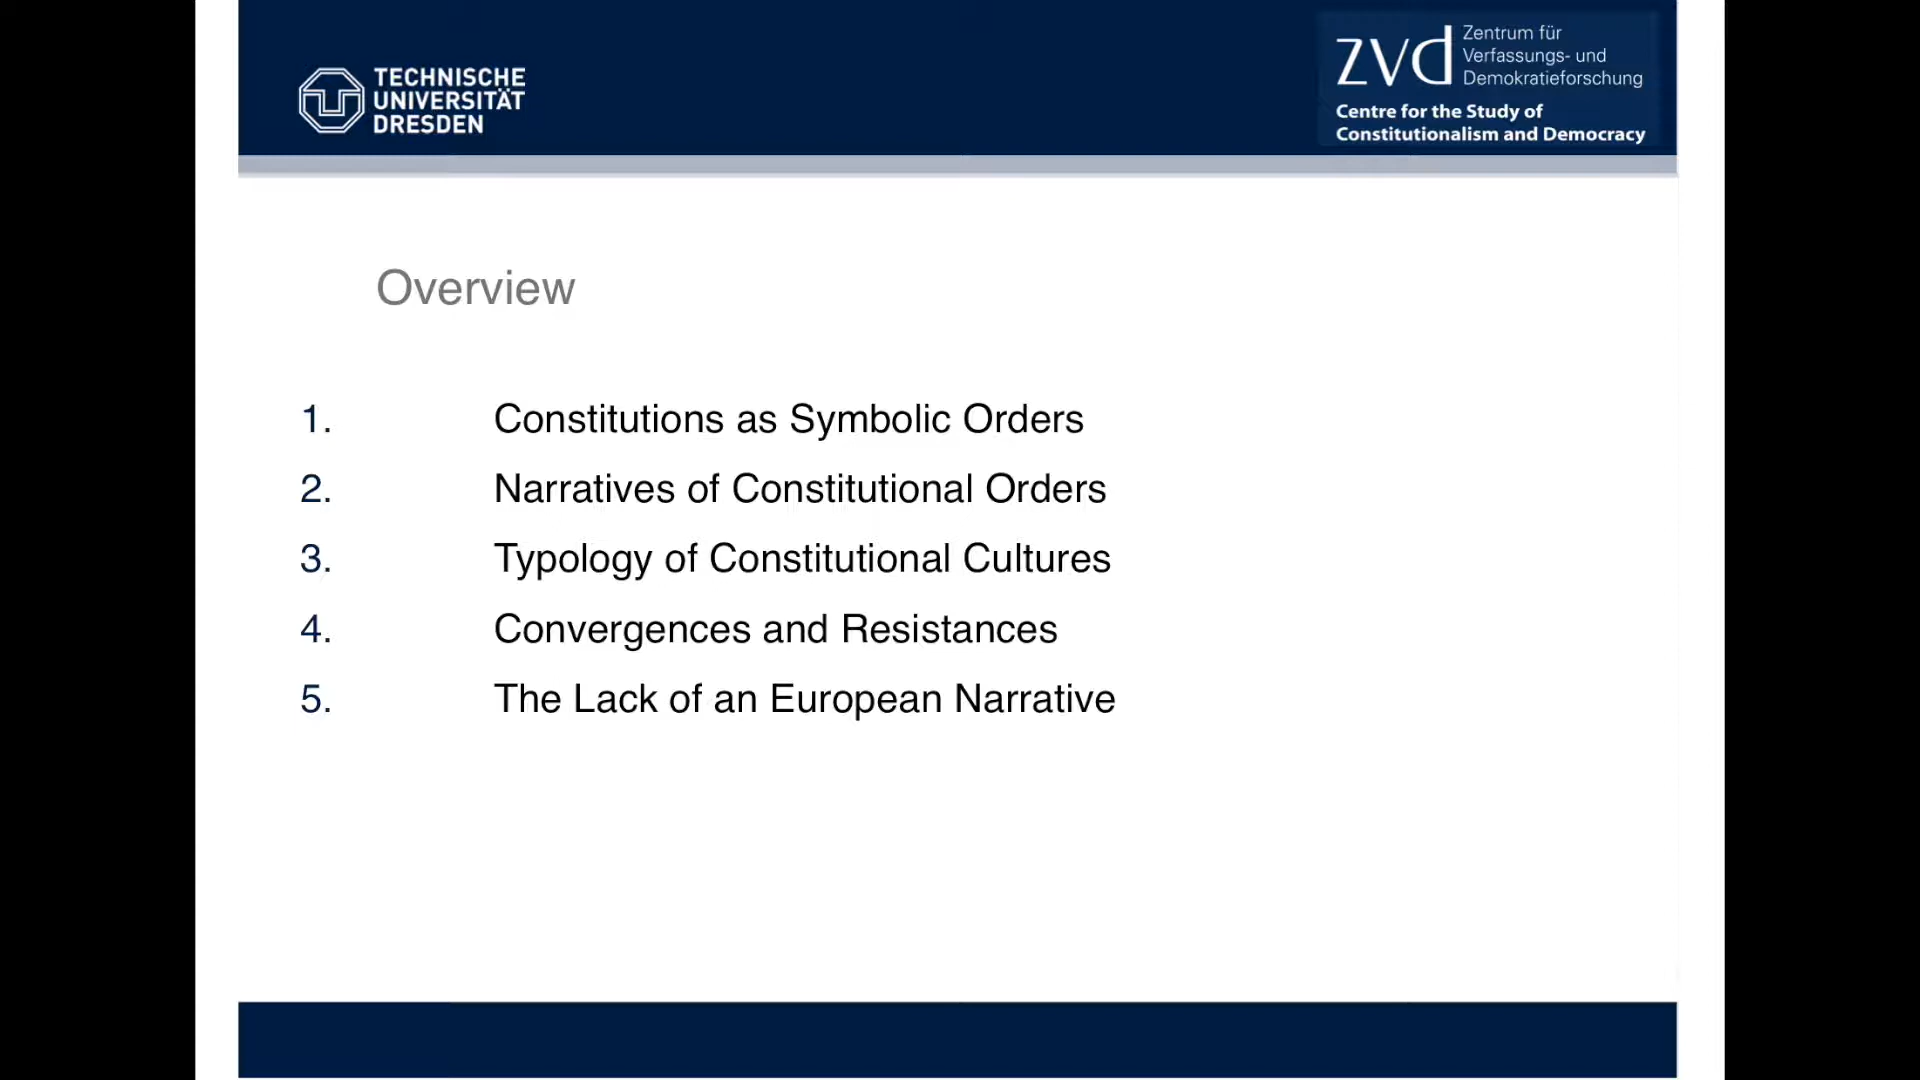 TECHNISCHE
UNIVERSITÄT
DRESDEN
zvd
Zentrum für
Verfassungs- und
Demokratieforschung
Centre for the Study of
Constitutionalism and Democracy
Overview
1. Constitutions as Symbolic Orders
2. Narratives of Constitutional Orders
3. Typology of Constitutional Cultures
4. Convergences and Resistances
5. The Lack of an European Narrative